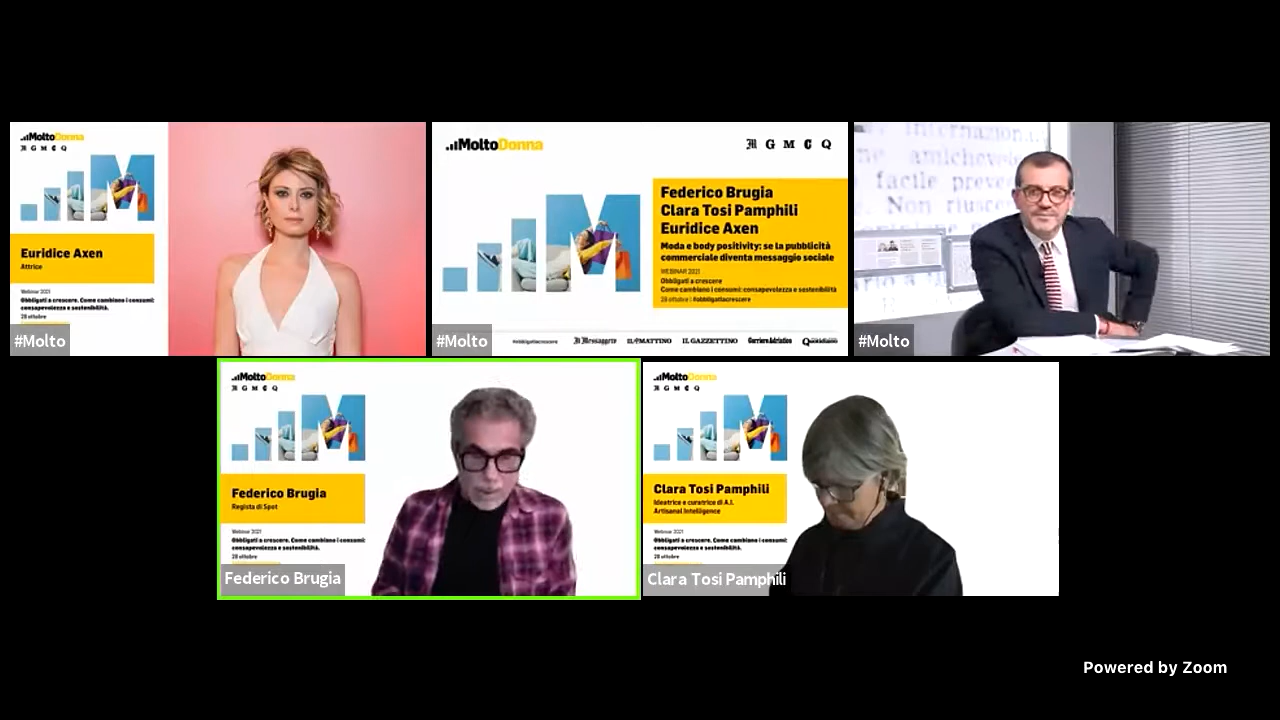 MoltoDonna
M G M C Q
Euridice Axen
Attrice
Webinar 2021
Obbligati a crescere. Come cambiano i consumi:
consapevolezza e sostenibilità.
28 ottobre
#Molto
MoltoDonna
M G M C Q
Federico Brugia
Clara Tosi Pamphili
Euridice Axen
Moda e body positivity: se la pubblicità
commerciale diventa messaggio sociale
WEBINAR 2021
Obbligati a crescere
Come cambiano i consumi: consapevolezza e sostenibilità
28 ottobre | #obbligatiacrescere
#obbligatiacrescere Il Messaggero IL MATTINO IL GAZZETTINO Corriere Adriatico Quotidiano
#Molto
internazion
amichevole
facile preve
Non riusc
#Molto
MoltoDonna
M G M C Q
Federico Brugia
Regista di Spot
Webinar 2021
Obbligati a crescere. Come cambiano i consumi:
consapevolezza e sostenibilità.
28 ottobre
Federico Brugia
MoltoDonna
M G M C Q
Clara Tosi Pamphili
Ideatrice e curatrice di A.I.
Artisanal Intelligence
Webinar 2021
Obbligati a crescere. Come cambiano i consumi:
consapevolezza e sostenibilità.
28 ottobre
Clara Tosi Pamphili
Powered by Zoom